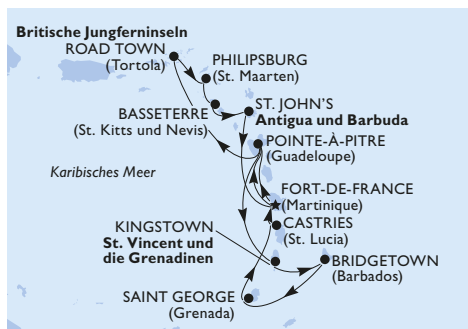 Britische Jungferninseln
ROAD TOWN
(Tortola)
PHILIPSBURG
(St. Maarten)
BASSETERRE
(St. Kitts und Nevis)
ST. JOHN'S
Antigua und Barbuda
POINTE-À-PITRE
(Guadeloupe)
Karibisches Meer
FORT-DE-FRANCE
(Martinique)
CASTRIES
(St. Lucia)
KINGSTOWN
St. Vincent und
die Grenadinen
BRIDGETOWN
(Barbados)
SAINT GEORGE
(Grenada)